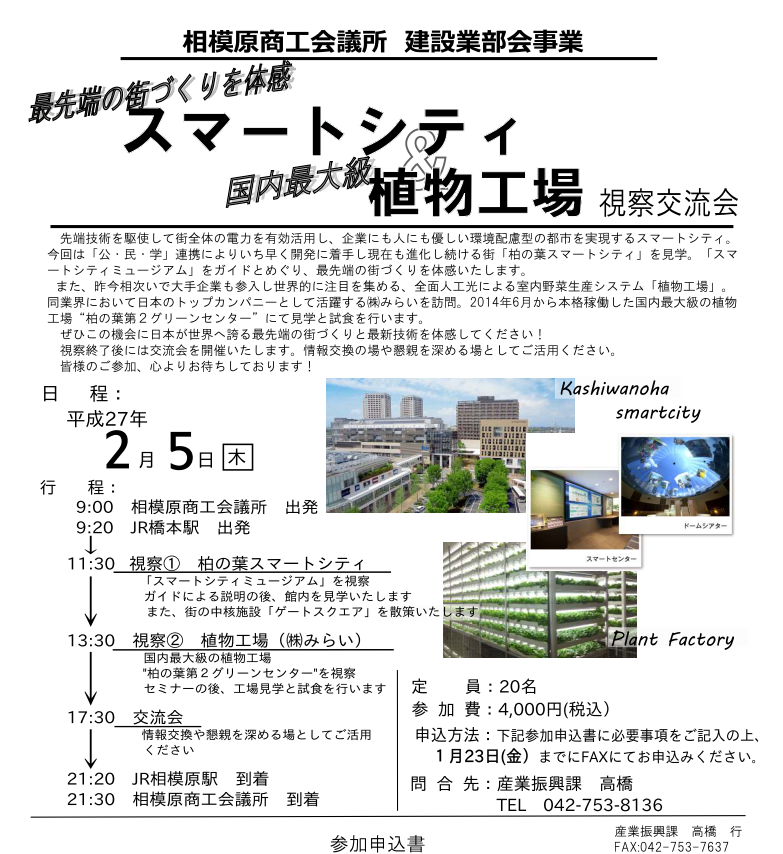 相模原商工会議所 建設業部会事業
最先端の街づくりを体感
スマートシティ
&
国内最大級
植物工場 視察交流会
先端技術を駆使して街全体の電力を有効活用し、企業にも人にも優しい環境配慮型の都市を実現するスマートシティ。
今回は「公・民・学」連携によりいち早く開発に着手し現在も進化し続ける街「柏の葉スマートシティ」を見学。「スマ
ートシティミュージアム」をガイドとめぐり、最先端の街づくりを体感いたします。
また、昨今相次いで大手企業も参入し世界的に注目を集める、全面人工光による室内野菜生産システム「植物工場」。
同業界において日本のトップカンパニーとして活躍する㈱みらいを訪問。2014年6月から本格稼働した国内最大級の植物
工場“柏の葉第２グリーンセンター”にて見学と試食を行います。
ぜひこの機会に日本が世界へ誇る最先端の街づくりと最新技術を体感してください！
視察終了後には交流会を開催いたします。情報交換の場や懇親を深める場としてご活用ください。
皆様のご参加、心よりお待ちしております！
日 程：
平成27年
2月 5日 木
Kashiwanoha
smartcity
ドームシアター
スマートセンター
Plant Factory
行 程：
9:00 相模原商工会議所 出発
9:20 JR橋本駅 出発
11:30 視察① 柏の葉スマートシティ
「スマートシティミュージアム」を視察
ガイドによる説明の後、館内を見学いたします
また、街の中核施設「ゲートスクエア」を散策いたします
13:30 視察② 植物工場（㈱みらい）
国内最大級の植物工場
"柏の葉第２グリーンセンター"を視察
セミナーの後、工場見学と試食を行います
17:30 交流会
情報交換や懇親を深める場としてご活用
ください
21:20 JR相模原駅 到着
21:30 相模原商工会議所 到着
定 員：20名
参 加 費：4,000円(税込)
申込方法：下記参加申込書に必要事項をご記入の上、
１月23日(金）までにFAXにてお申込みください。
問 合 先：産業振興課 高橋
TEL 042-753-8136
参加申込書
産業振興課 高橋 行
FAX:042-753-7637